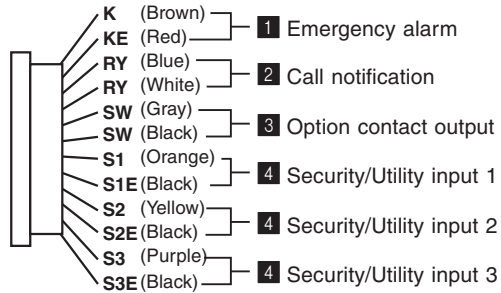 K (Brown)
KE (Red)
1 Emergency alarm
RY (Blue)
RY (White)
2 Call notification
SW (Gray)
SW (Black)
3 Option contact output
S1 (Orange)
S1E (Black)
4 Security/Utility input 1
S2 (Yellow)
S2E (Black)
4 Security/Utility input 2
S3 (Purple)
S3E (Black)
4 Security/Utility input 3